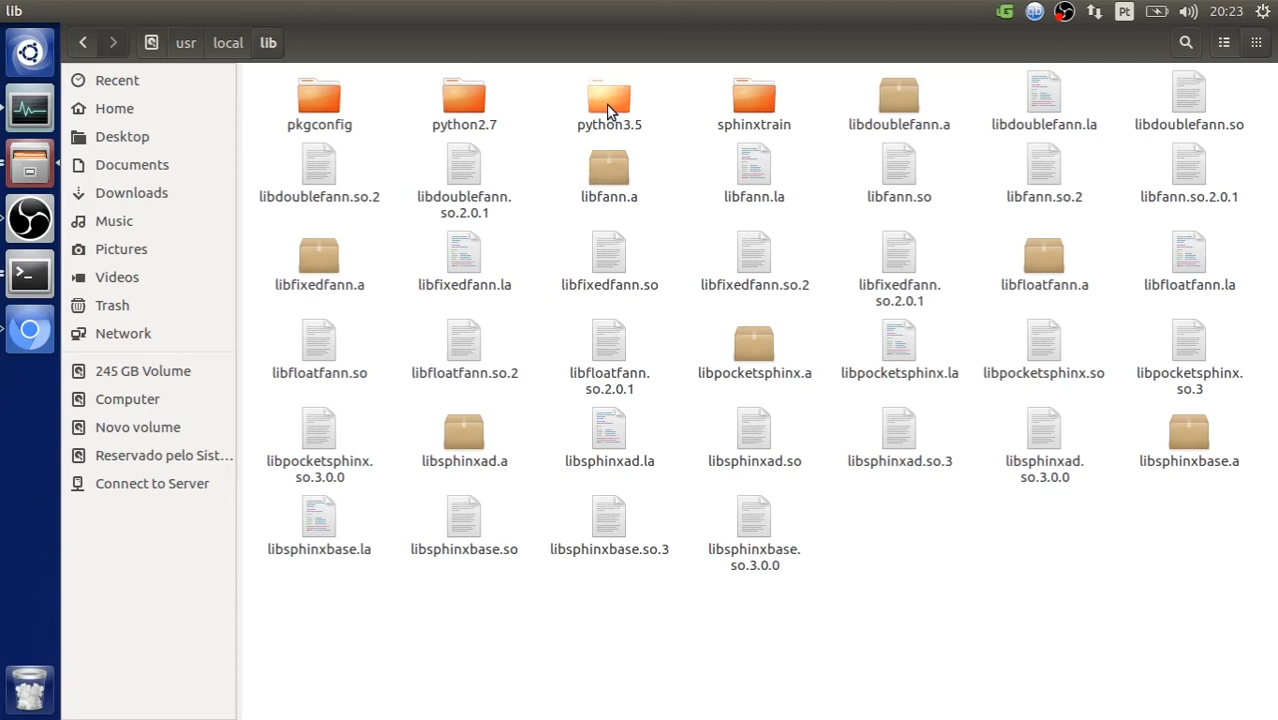 lib
Pt
20:23
usr
local
lib
Recent
Home
Desktop
Documents
Downloads
Music
Pictures
Videos
Trash
Network
245 GB Volume
Computer
Novo volume
Reservado pelo Sist...
Connect to Server
pkgconfig
python2.7
python3.5
sphinxtrain
libdoublefann.a
libdoublefann.la
libdoublefann.so
libdoublefann.so.2
libdoublefann.
so.2.0.1
libfann.a
libfann.la
libfann.so
libfann.so.2
libfann.so.2.0.1
libfixedfann.a
libfixedfann.la
libfixedfann.so
libfixedfann.so.2
libfixedfann.
so.2.0.1
libfloatfann.a
libfloatfann.la
libfloatfann.so
libfloatfann.so.2
libfloatfann.
so.2.0.1
libpocketsphinx.a
libpocketsphinx.la
libpocketsphinx.so
libpocketsphinx.
so.3
libpocketsphinx.
so.3.0.0
libsphinxad.a
libsphinxad.la
libsphinxad.so
libsphinxad.so.3
libsphinxad.
so.3.0.0
libsphinxbase.a
libsphinxbase.la
libsphinxbase.so
libsphinxbase.so.3
libsphinxbase.
so.3.0.0